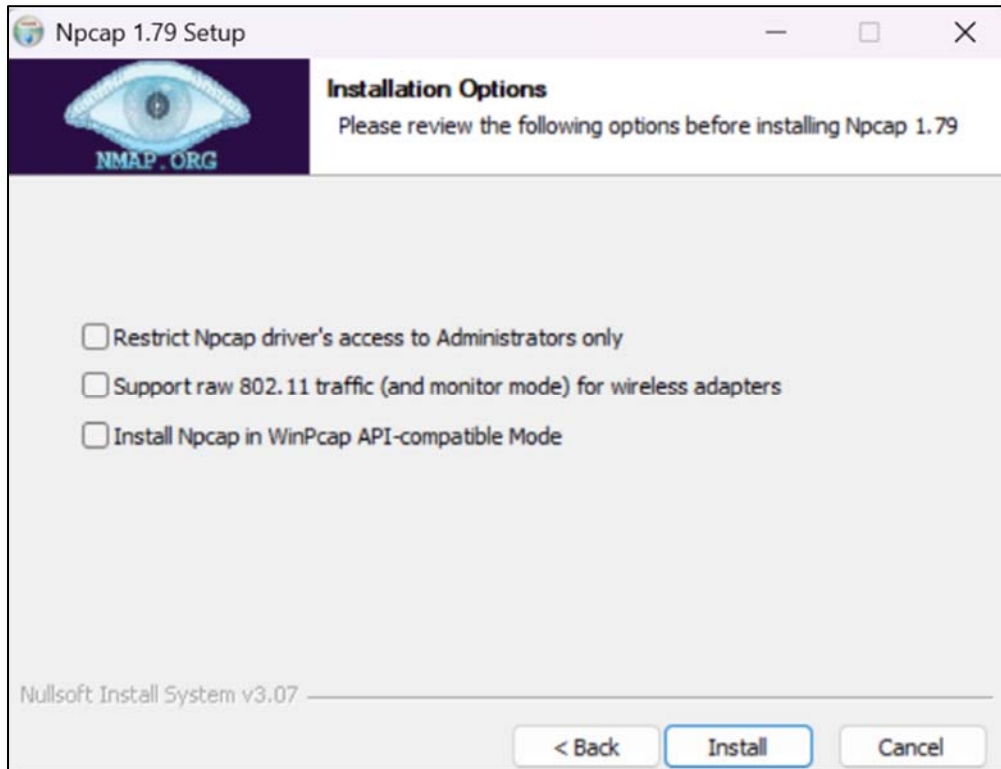 Npcap 1.79 Setup
Installation Options
Please review the following options before installing Npcap 1.79
NMAP.ORG
Restrict Npcap driver's access to Administrators only
Support raw 802.11 traffic (and monitor mode) for wireless adapters
Install Npcap in WinPcap API-compatible Mode
Nullsoft Install System v3.07
< Back
Install
Cancel